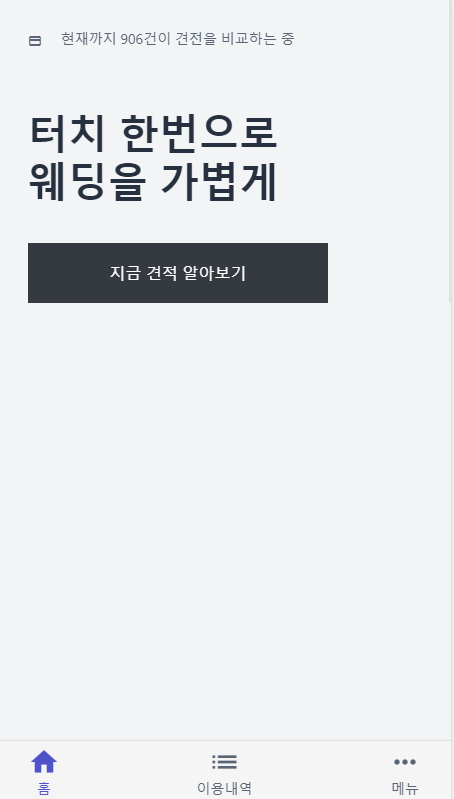 현재까지 906건이 견전을 비교하는 중
터치 한번으로
웨딩을 가볍게
지금 견적 알아보기
홈
이용내역
메뉴